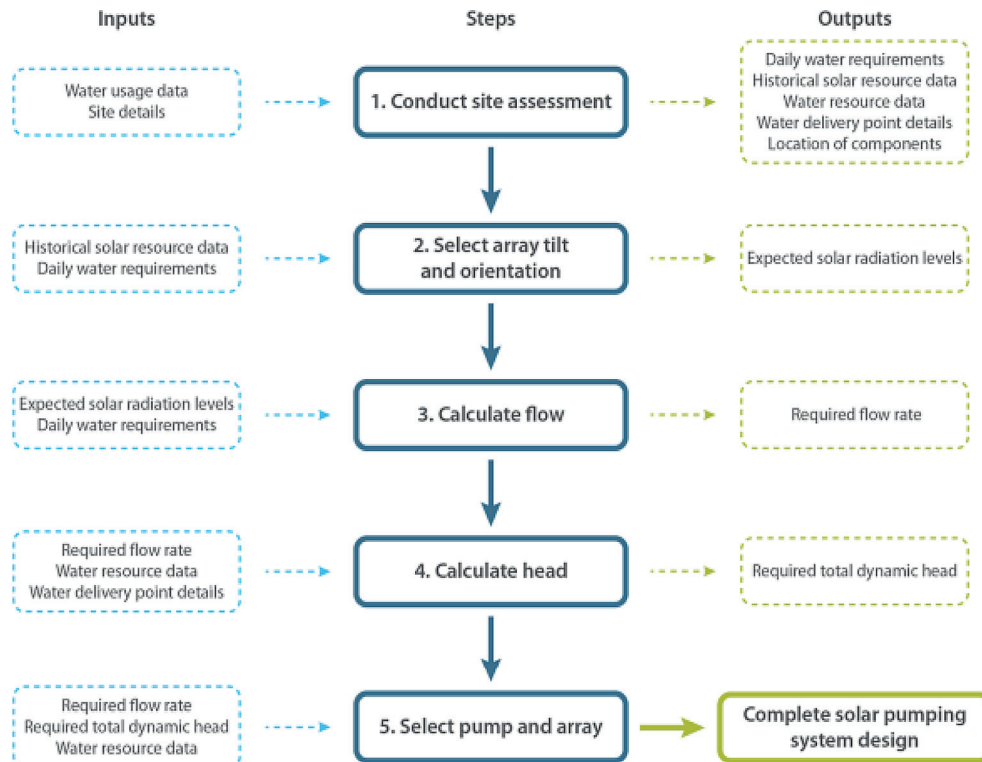 Inputs
Steps
Outputs
Water usage data
Site details
1. Conduct site assessment
Daily water requirements
Historical solar resource data
Water resource data
Water delivery point details
Location of components
Historical solar resource data
Daily water requirements
2. Select array tilt
and orientation
Expected solar radiation levels
Expected solar radiation levels
Daily water requirements
3. Calculate flow
Required flow rate
Required flow rate
Water resource data
Water delivery point details
4. Calculate head
Required total dynamic head
Required flow rate
Required total dynamic head
Water resource data
5. Select pump and array
Complete solar pumping
system design